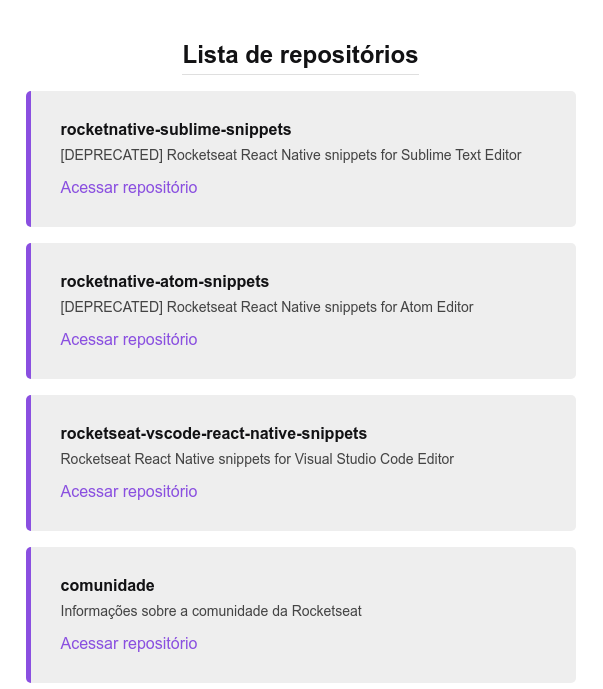 Lista de repositórios
rocketnative-sublime-snippets
[DEPRECATED] Rocketseat React Native snippets for Sublime Text Editor
Acessar repositório
rocketnative-atom-snippets
[DEPRECATED] Rocketseat React Native snippets for Atom Editor
Acessar repositório
rocketseat-vscode-react-native-snippets
Rocketseat React Native snippets for Visual Studio Code Editor
Acessar repositório
comunidade
Informações sobre a comunidade da Rocketseat
Acessar repositório